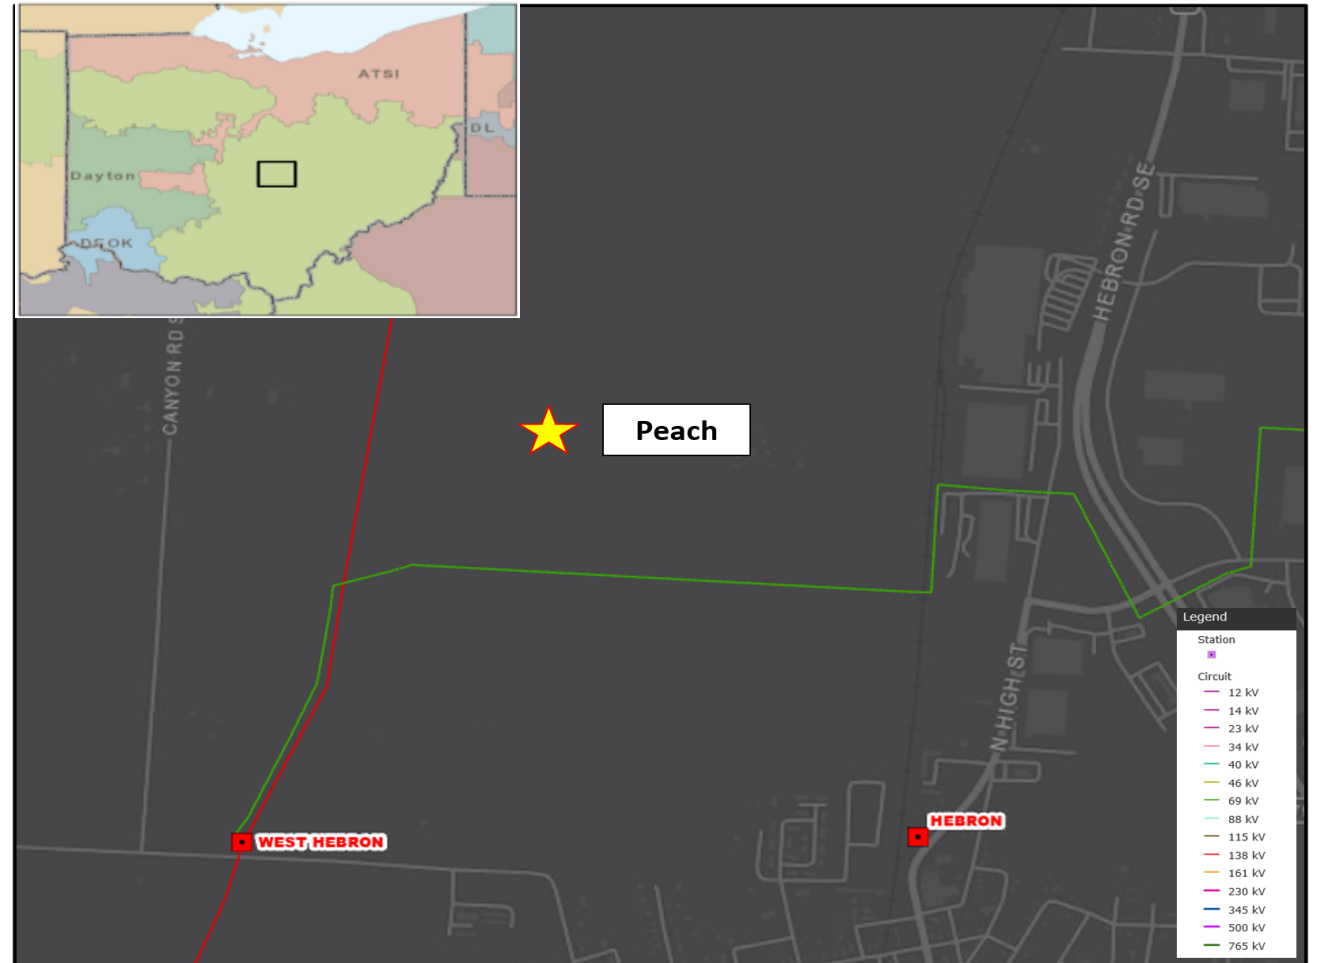 ATSI
DL
Dayton
DEOK
CANYON RD S
HEBRON RD SE
Peach
N HIGH ST
WEST HEBRON
HEBRON
Legend
Station
Circuit
12 kV
14 kV
23 kV
34 kV
40 kV
46 kV
69 kV
88 kV
115 kV
138 kV
161 kV
230 kV
345 kV
500 kV
765 kV